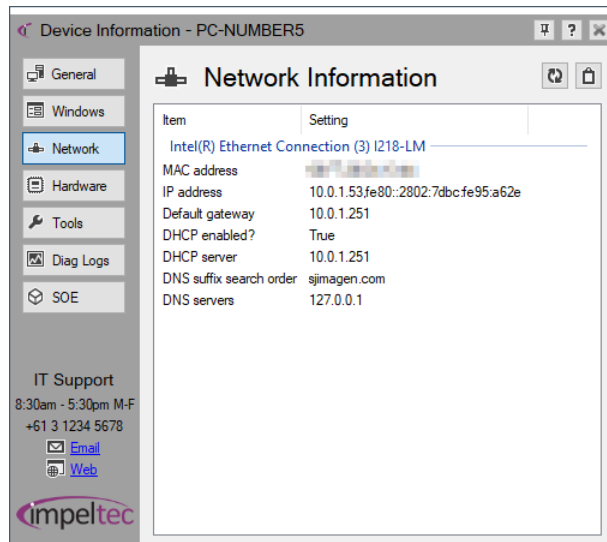 Device Information - PC-NUMBER5
General
Windows
Network
Hardware
Tools
Diag Logs
SOE
IT Support
8:30am - 5:30pm M-F
+61 3 1234 5678
Email
Web
impeltec
Network Information
Item Setting
Intel(R) Ethernet Connection (3) I218-LM
MAC address
IP address 10.0.1.53,fe80::2802:7dbc:fe95:a62e
Default gateway 10.0.1.251
DHCP enabled? True
DHCP server 10.0.1.251
DNS suffix search order sjimagen.com
DNS servers 127.0.0.1